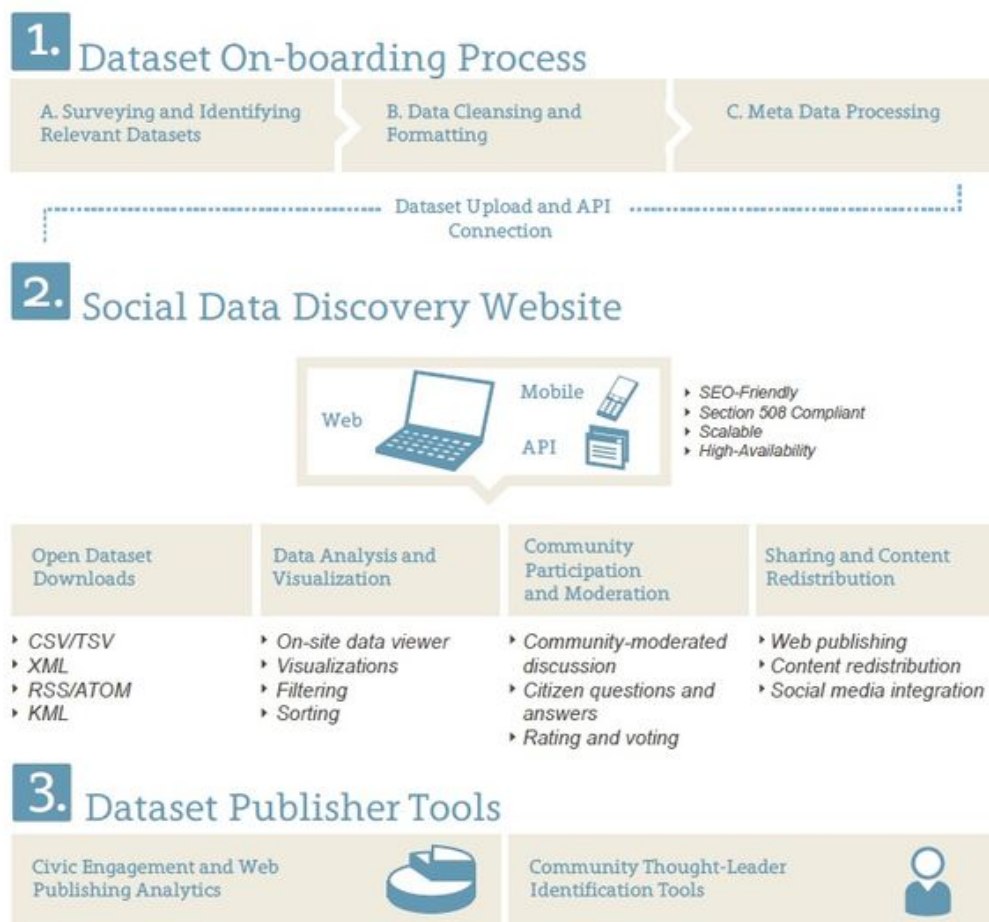 1. Dataset On-boarding Process
A. Surveying and Identifying
Relevant Datasets
B. Data Cleansing and
Formatting
C. Meta Data Processing
Dataset Upload and API
Connection
2. Social Data Discovery Website
Web
Mobile
API
SEO-Friendly
Section 508 Compliant
Scalable
High-Availability
Open Dataset
Downloads
CSV/TSV
XML
RSS/ATOM
KML
Data Analysis and
Visualization
On-site data viewer
Visualizations
Filtering
Sorting
Community
Participation
and Moderation
Community-moderated
discussion
Citizen questions and
answers
Rating and voting
Sharing and Content
Redistribution
Web publishing
Content redistribution
Social media integration
3. Dataset Publisher Tools
Civic Engagement and Web
Publishing Analytics
Community Thought-Leader
Identification Tools